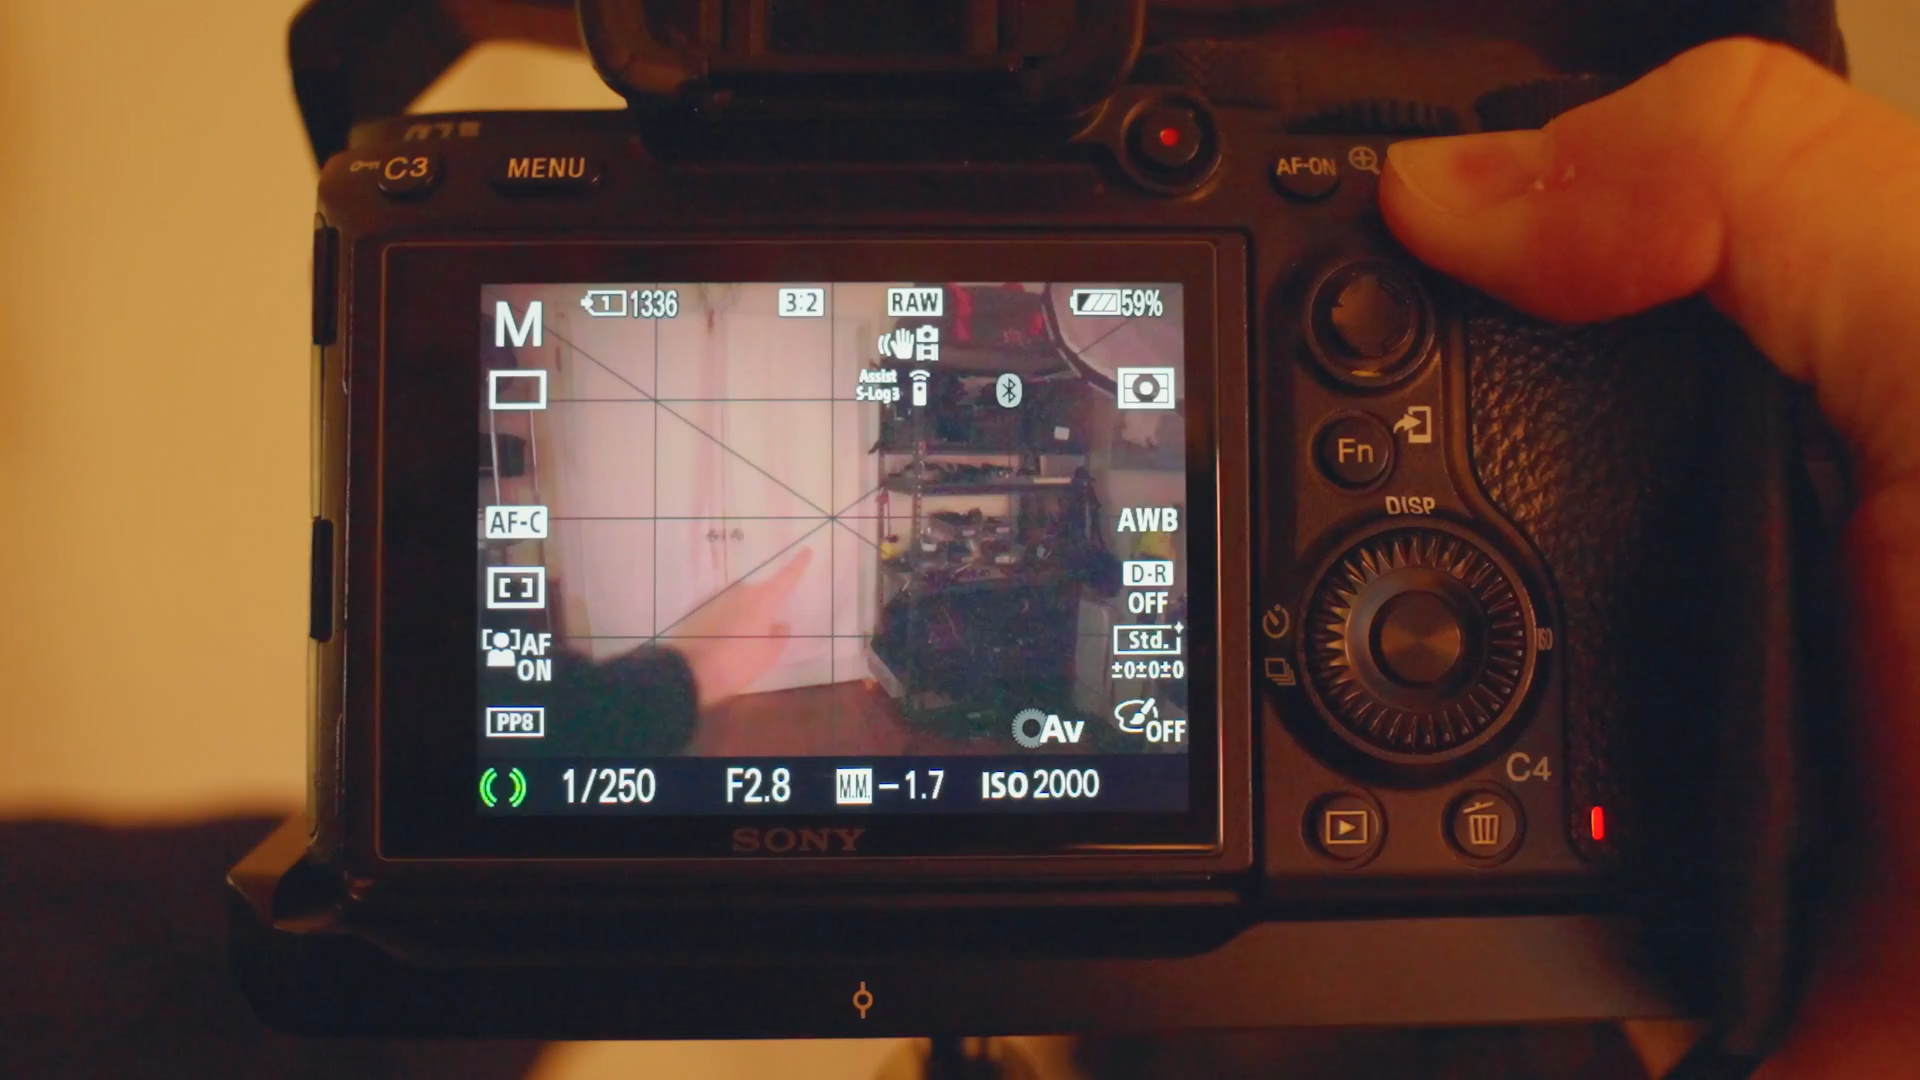 C3 MENU AF-ON
M 1336 3:2 RAW 59%
Assist
S-Log3
AF-C AWB
D-R
OFF
AF
ON
Std.
±0±0±0
PP8 Av OFF
1/250 F2.8 M.M. −1.7 ISO 2000
SONY
Fn
DISP
ISO
C4